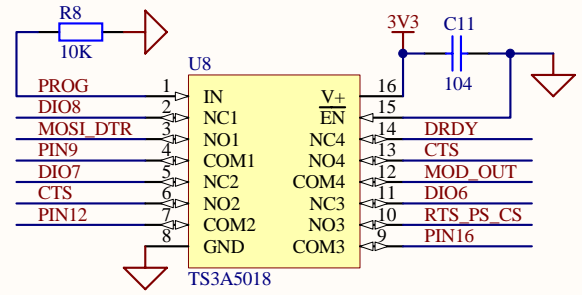 R8
10K
3V3
C11
104
U8
PROG 1 IN V+ 16
DIO8 2 NC1 EN 15
MOSI_DTR 3 NO1 NC4 14 DRDY
PIN9 4 COM1 NO4 13 CTS
DIO7 5 NC2 COM4 12 MOD_OUT
CTS 6 NO2 NC3 11 DIO6
PIN12 7 COM2 NO3 10 RTS_PS_CS
8 GND COM3 9 PIN16
TS3A5018